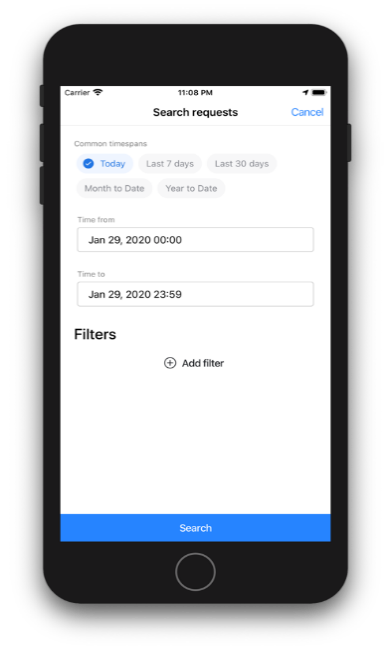 Carrier 11:08 PM
Search requests Cancel
Common timespans
Today Last 7 days Last 30 days
Month to Date Year to Date
Time from
Jan 29, 2020 00:00
Time to
Jan 29, 2020 23:59
Filters
Add filter
Search